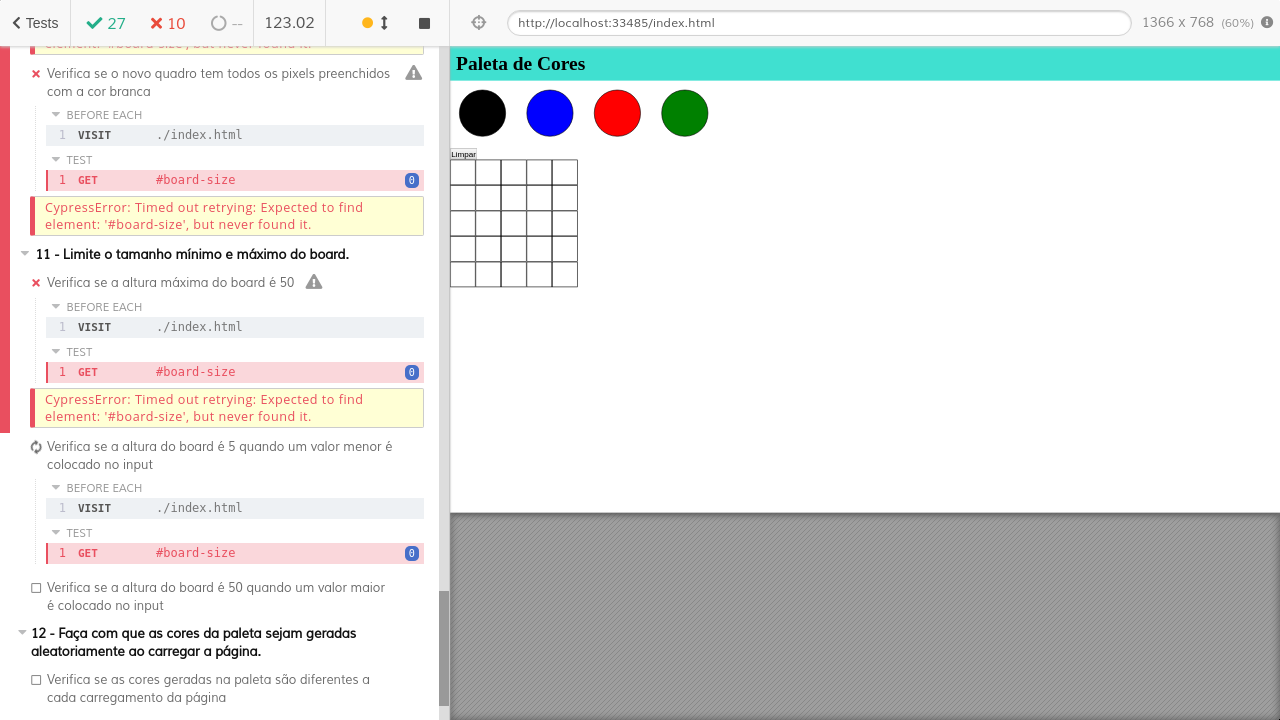 Tests 27 10 -- 123.02 http://localhost:33485/index.html 1366 x 768 (60%)
element: '#board-size', but never found it.
Verifica se o novo quadro tem todos os pixels preenchidos
com a cor branca
BEFORE EACH
1 VISIT ./index.html
TEST
1 GET #board-size 0
CypressError: Timed out retrying: Expected to find
element: '#board-size', but never found it.
11 - Limite o tamanho mínimo e máximo do board.
Verifica se a altura máxima do board é 50
BEFORE EACH
1 VISIT ./index.html
TEST
1 GET #board-size 0
CypressError: Timed out retrying: Expected to find
element: '#board-size', but never found it.
Verifica se a altura do board é 5 quando um valor menor é
colocado no input
BEFORE EACH
1 VISIT ./index.html
TEST
1 GET #board-size 0
Verifica se a altura do board é 50 quando um valor maior
é colocado no input
12 - Faça com que as cores da paleta sejam geradas
aleatoriamente ao carregar a página.
Verifica se as cores geradas na paleta são diferentes a
cada carregamento da página
Paleta de Cores
Limpar